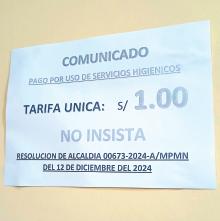 COMUNICADO
PAGO POR USO DE SERVICIOS HIGIENICOS
TARIFA UNICA: S/ 1.00
NO INSISTA
RESOLUCION DE ALCALDIA 00673-2024-A/MPMN
DEL 12 DE DICIEMBRE DEL 2024